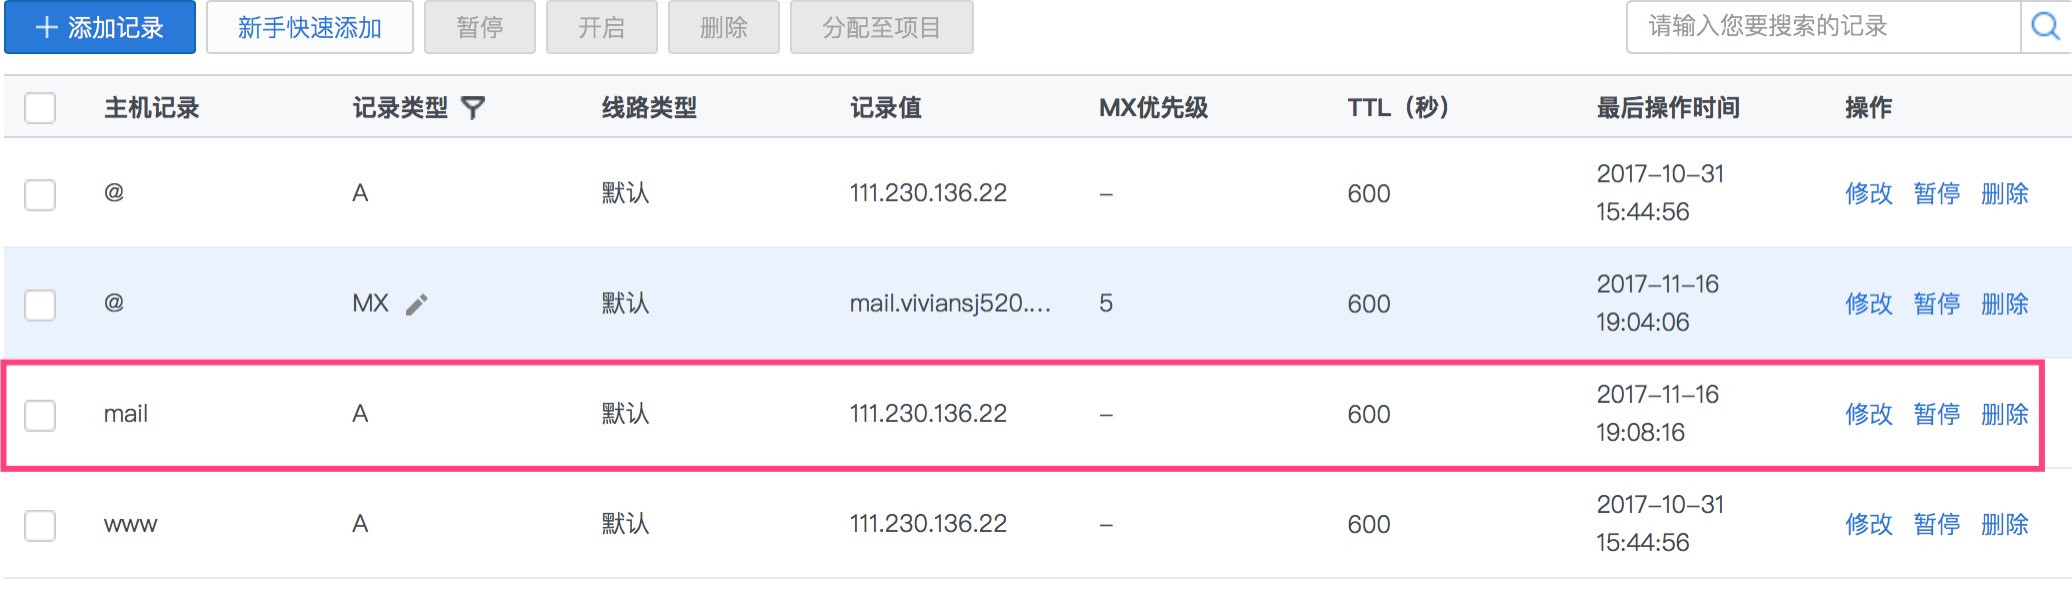 添加记录 新手快速添加 暂停 开启 删除 分配至项目 请输入您要搜索的记录
主机记录 记录类型 线路类型 记录值 MX优先级 TTL（秒） 最后操作时间 操作
@ A 默认 111.230.136.22 – 600 2017-10-31 15:44:56 修改 暂停 删除
@ MX 默认 mail.viviansj520.... 5 600 2017-11-16 19:04:06 修改 暂停 删除
mail A 默认 111.230.136.22 – 600 2017-11-16 19:08:16 修改 暂停 删除
www A 默认 111.230.136.22 – 600 2017-10-31 15:44:56 修改 暂停 删除